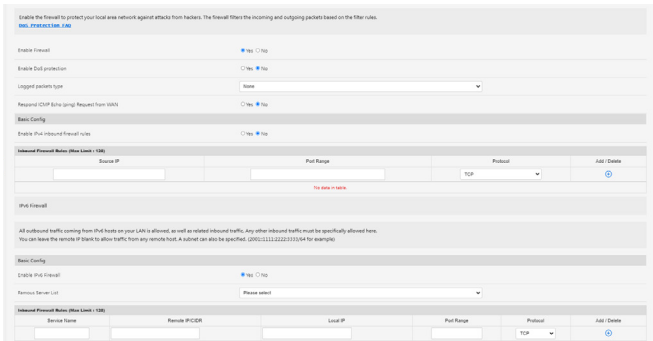 Enable the firewall to protect your local area network against attacks from hackers. The firewall filters the incoming and outgoing packets based on the filter rules.
DoS Protection FAQ
Enable Firewall Yes No
Enable DoS protection Yes No
Logged packets type None
Respond ICMP Echo (ping) Request from WAN Yes No
Basic Config
Enable IPv4 inbound firewall rules Yes No
Inbound Firewall Rules (Max Limit : 128)
Source IP Port Range Protocol Add / Delete
TCP
No data in table.
IPv6 Firewall
All outbound traffic coming from IPv6 hosts on your LAN is allowed, as well as related inbound traffic. Any other inbound traffic must be specifically allowed here.
You can leave the remote IP blank to allow traffic from any remote host. A subnet can also be specified. (2001:1111:2222:3333/64 for example)
Basic Config
Enable IPv6 Firewall Yes No
Famous Server List Please select
Inbound Firewall Rules (Max Limit : 128)
Service Name Remote IP/CIDR Local IP Port Range Protocol Add / Delete
TCP